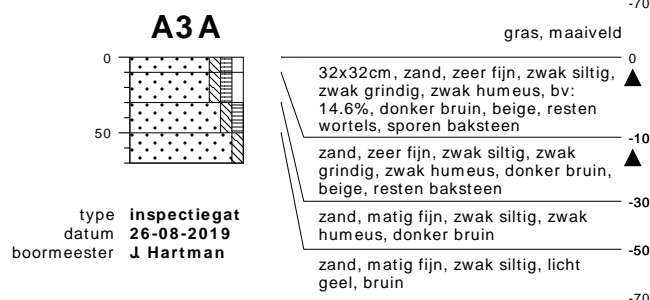 -70
A3A
gras, maaiveld
0
0
32x32cm, zand, zeer fijn, zwak siltig,
zwak grindig, zwak humeus, bv:
14.6%, donker bruin, beige, resten
wortels, sporen baksteen
-10
50
zand, zeer fijn, zwak siltig, zwak
grindig, zwak humeus, donker bruin,
beige, resten baksteen
-30
type inspectiegat
datum 26-08-2019
boormeester J. Hartman
zand, matig fijn, zwak siltig, zwak
humeus, donker bruin
-50
zand, matig fijn, zwak siltig, licht
geel, bruin
-70